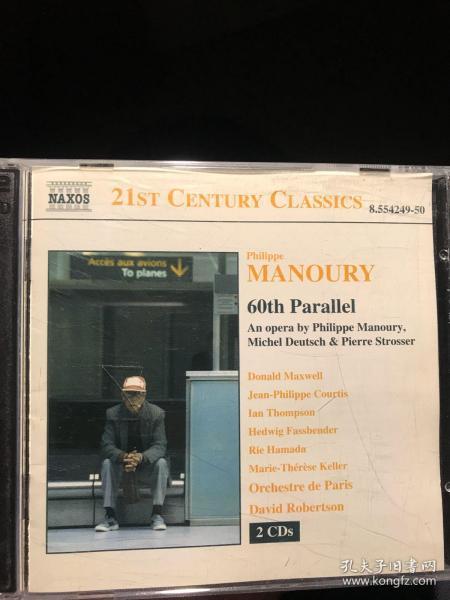 NAXOS
21ST CENTURY CLASSICS
8.554249-50
Philippe
MANOURY
60th Parallel
An opera by Philippe Manoury,
Michel Deutsch & Pierre Strosser
Accès aux avions
To planes
Donald Maxwell
Jean-Philippe Courtis
Ian Thompson
Hedwig Fassbender
Rie Hamada
Marie-Thérèse Keller
Orchestre de Paris
David Robertson
2 CDs
孔夫子旧书网
www.kongfz.com